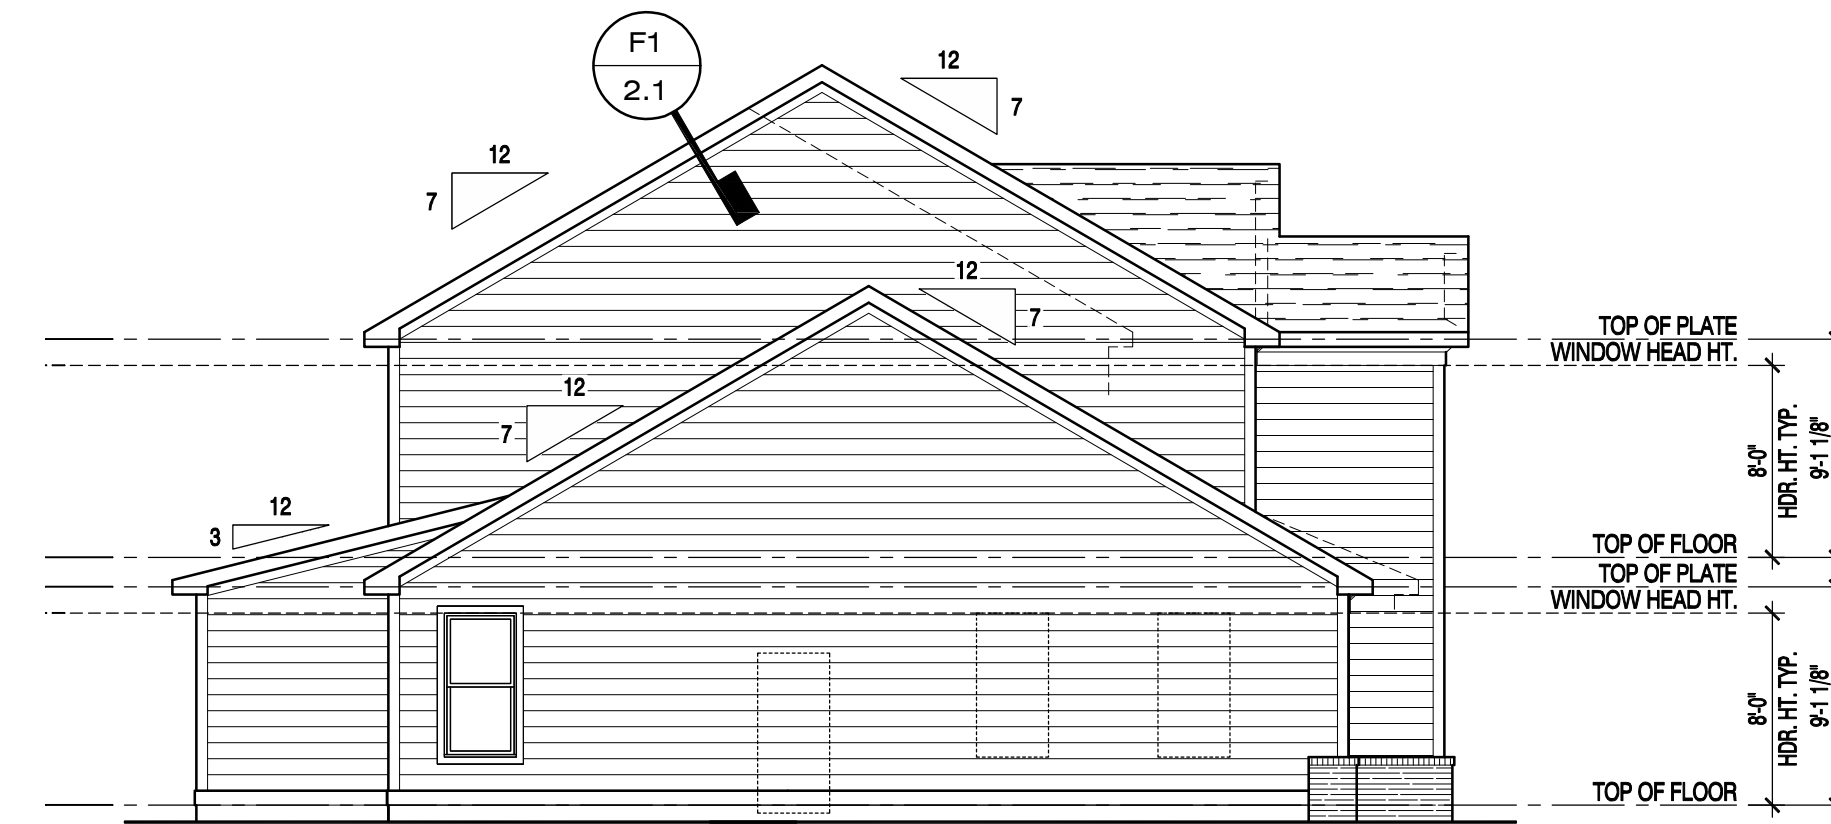 F1
2.1
12
7
12
7
12
7
12
7
12
3
TOP OF PLATE
WINDOW HEAD HT.
TOP OF FLOOR
TOP OF PLATE
WINDOW HEAD HT.
TOP OF FLOOR
8'-0"
HDR. HT. TYP.
9'-1 1/8"
8'-0"
HDR. HT. TYP.
9'-1 1/8"